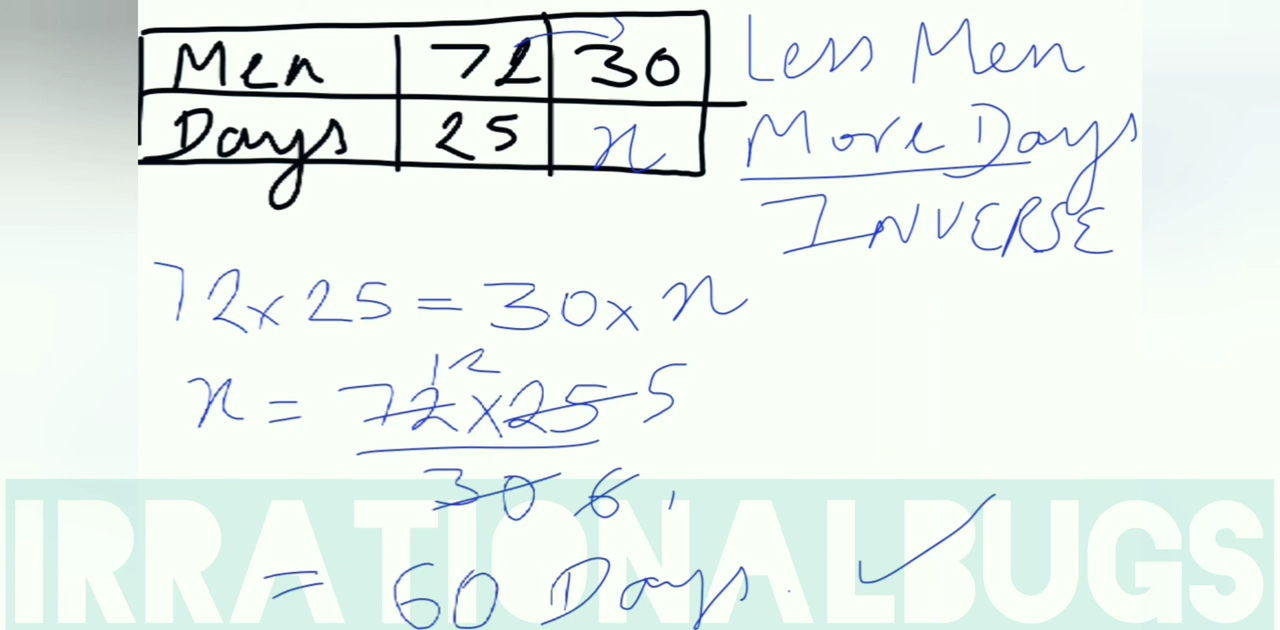 Men 72 30
Days 25 x
Less Men
More Days
INVERSE
72 x 25 = 30 x x
x = 72 x 25 12 5
30 6 1
= 60 Days.
IRRATIONALBUGS